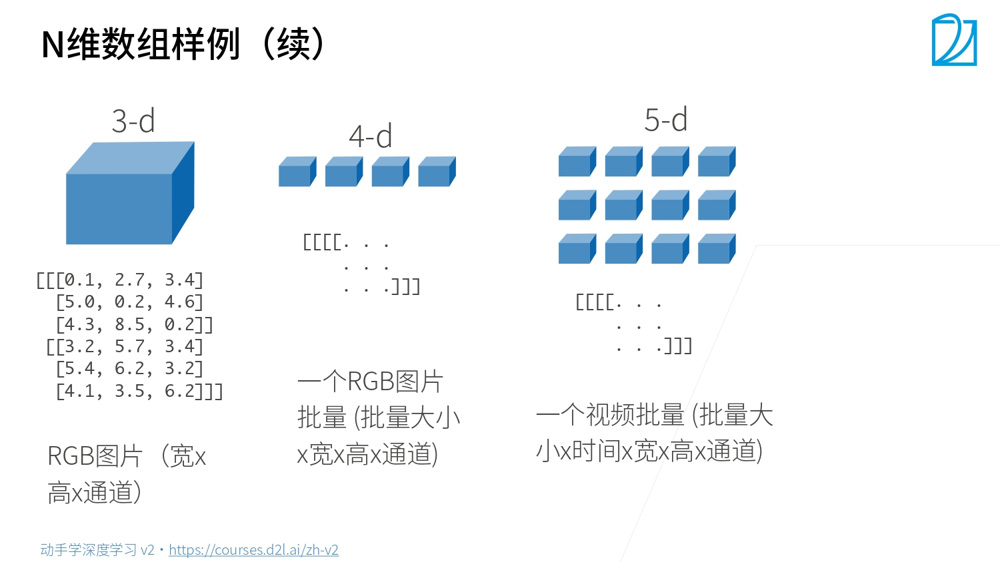 N维数组样例（续）
3-d
[[[0.1, 2.7, 3.4]
[5.0, 0.2, 4.6]
[4.3, 8.5, 0.2]]
[[3.2, 5.7, 3.4]
[5.4, 6.2, 3.2]
[4.1, 3.5, 6.2]]]
RGB图片（宽x
高x通道）
4-d
[[[[. . .
. . .
. . .]]]
一个RGB图片
批量 (批量大小
x宽x高x通道)
5-d
[[[[. . .
. . .
. . .]]]
一个视频批量 (批量大
小x时间x宽x高x通道)
动手学深度学习 v2・https://courses.d2l.ai/zh-v2